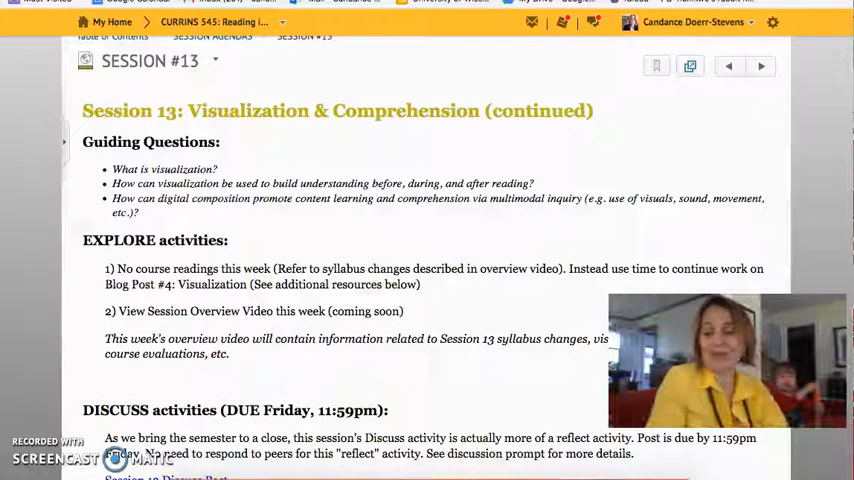 My Home
CURRINS 545: Reading i...
Candance Doerr-Stevens
Table of Contents
SESSION AGENDAS
SESSION #13
SESSION #13
Session 13: Visualization & Comprehension (continued)
Guiding Questions:
• What is visualization?
• How can visualization be used to build understanding before, during, and after reading?
• How can digital composition promote content learning and comprehension via multimodal inquiry (e.g. use of visuals, sound, movement,
etc.)?
EXPLORE activities:
1) No course readings this week (Refer to syllabus changes described in overview video). Instead use time to continue work on
Blog Post #4: Visualization (See additional resources below)
2) View Session Overview Video this week (coming soon)
This week's overview video will contain information related to Session 13 syllabus changes, vis
course evaluations, etc.
DISCUSS activities (DUE Friday, 11:59pm):
As we bring the semester to a close, this session's Discuss activity is actually more of a reflect activity. Post is due by 11:59pm
Friday. No need to respond to peers for this "reflect" activity. See discussion prompt for more details.
Session 13 Discuss Post
RECORDED WITH
SCREENCAST MATIC